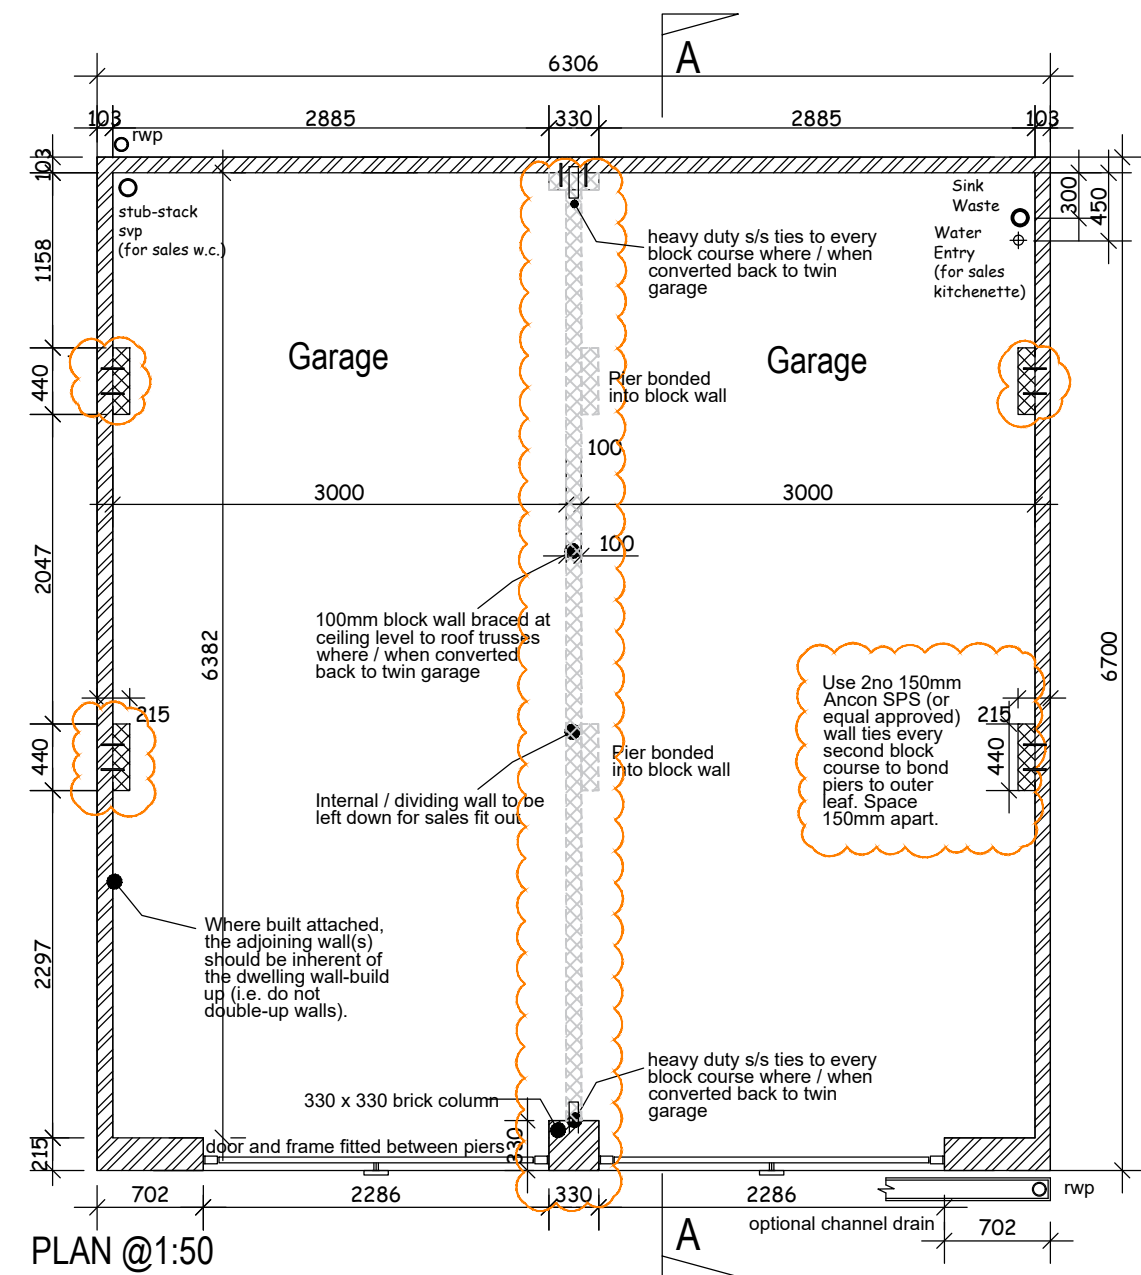 A
6306
103
2885
330
2885
103
rwp
103
stub-stack
svp
(for sales w.c.)
Sink
Waste
300
450
Water
Entry
(for sales
kitchenette)
heavy duty s/s ties to every
block course where / when
converted back to twin
garage
1158
Garage
Garage
440
Pier bonded
into block wall
100
3000
3000
100
2047
100mm block wall braced at
ceiling level to roof trusses
where / when converted
back to twin garage
6382
6700
Use 2no 150mm
Ancon SPS (or
equal approved)
wall ties every
second block
course to bond
piers to outer
leaf. Space
150mm apart.
215
215
440
440
Pier bonded
into block wall
Internal / dividing wall to be
left down for sales fit out
Where built attached,
the adjoining wall(s)
should be inherent of
the dwelling wall-build
up (i.e. do not
double-up walls).
2297
heavy duty s/s ties to every
block course where / when
converted back to twin
garage
330 x 330 brick column
door and frame fitted between piers
330
215
702
2286
330
2286
rwp
optional channel drain
702
A
PLAN @1:50